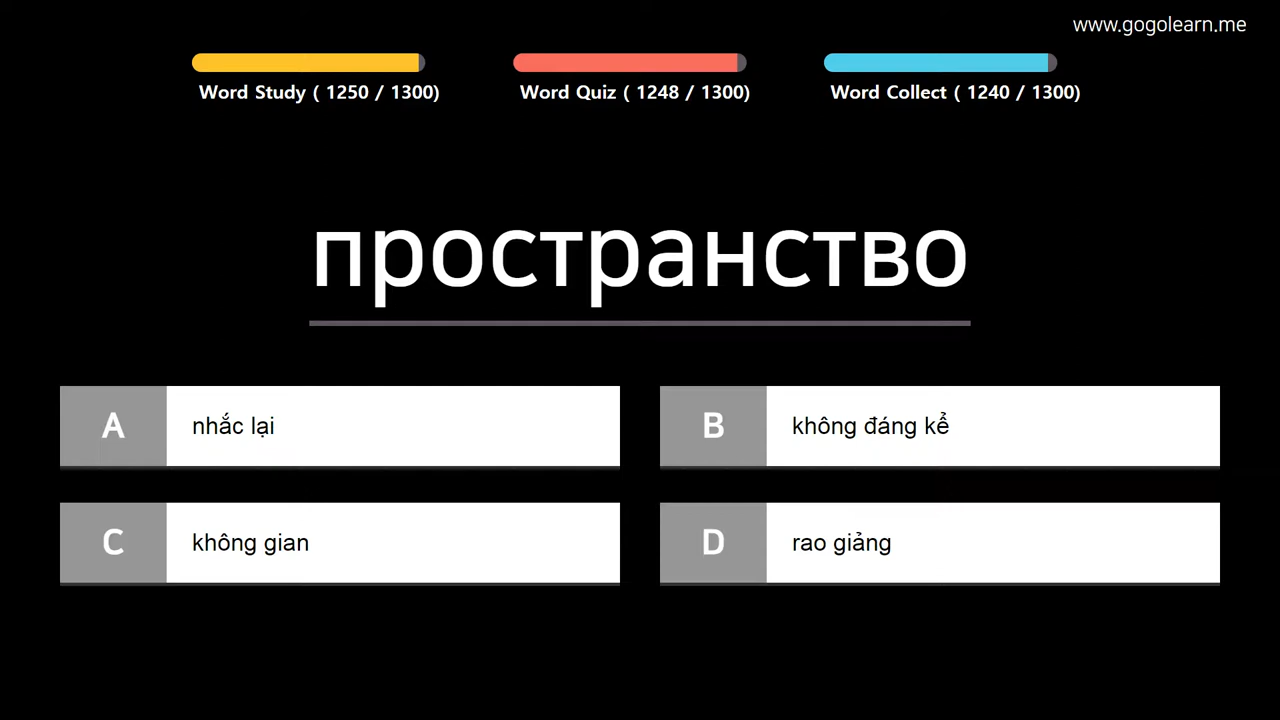 www.gogolearn.me
Word Study ( 1250 / 1300)
Word Quiz ( 1248 / 1300)
Word Collect ( 1240 / 1300)
пространство
A nhắc lại
B không đáng kể
C không gian
D rao giảng